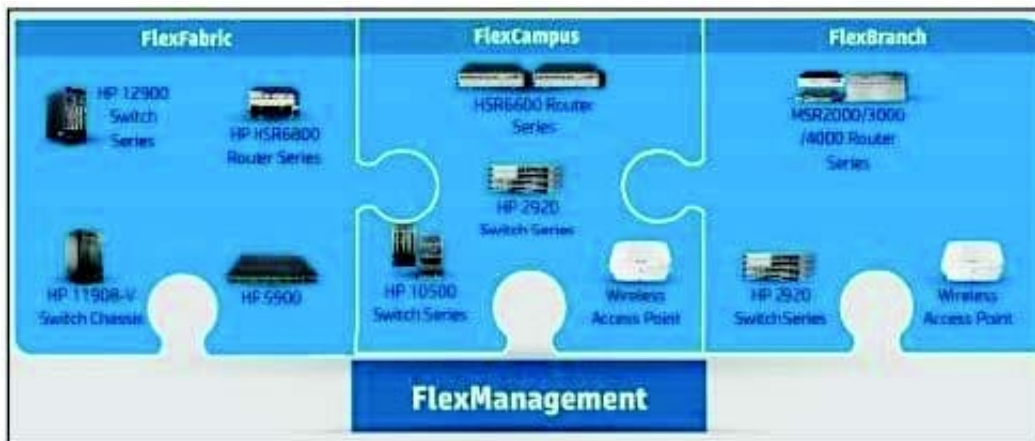 FlexFabric
HP 12900
Switch
Series
HP HSR6800
Router Series
HP 11908-V
Switch Chassis
HP 5900
FlexCampus
HSR6600 Router
Series
HP 2920
Switch Series
HP 10500
Switch Series
Wireless
Access Point
FlexBranch
MSR2000/3000
/4000 Router
Series
HP 2920
Switch Series
Wireless
Access Point
FlexManagement